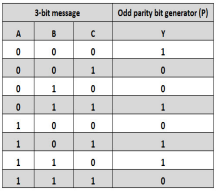 3-bit message Odd parity bit generator (P)
A B C Y
0 0 0 1
0 0 1 0
0 1 0 0
0 1 1 1
1 0 0 0
1 0 1 1
1 1 0 1
1 1 1 0